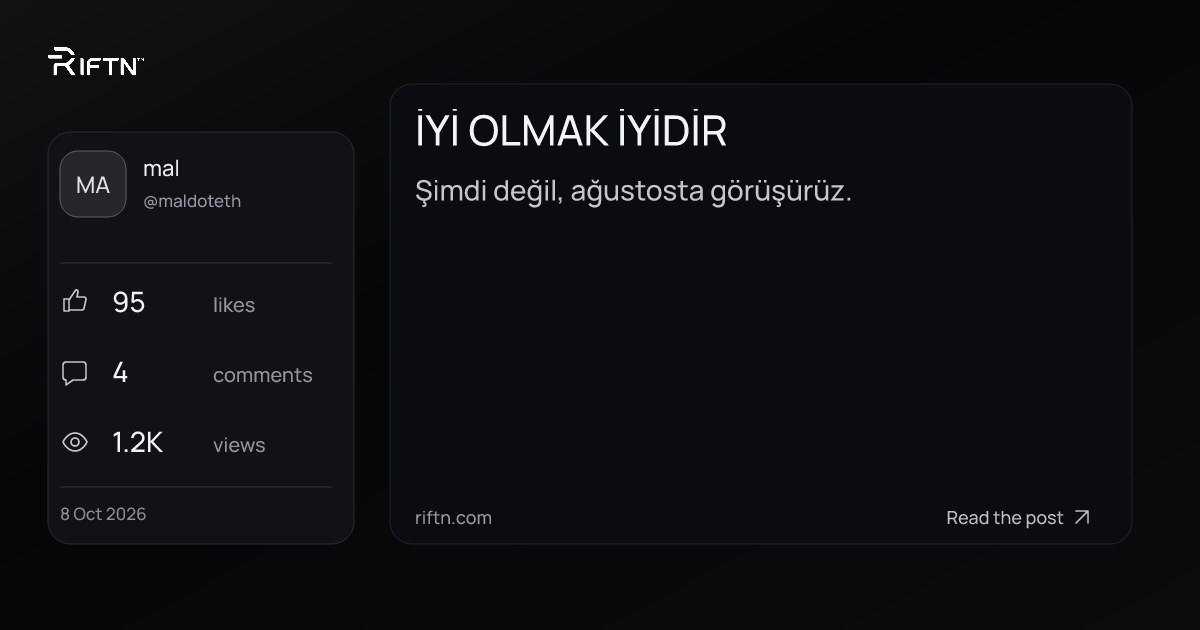 RIFTN™
MA
mal
@maldoteth
95 likes
4 comments
1.2K views
8 Oct 2026
İYİ OLMAK İYİDİR
Şimdi değil, ağustosta görüşürüz.
riftn.com
Read the post